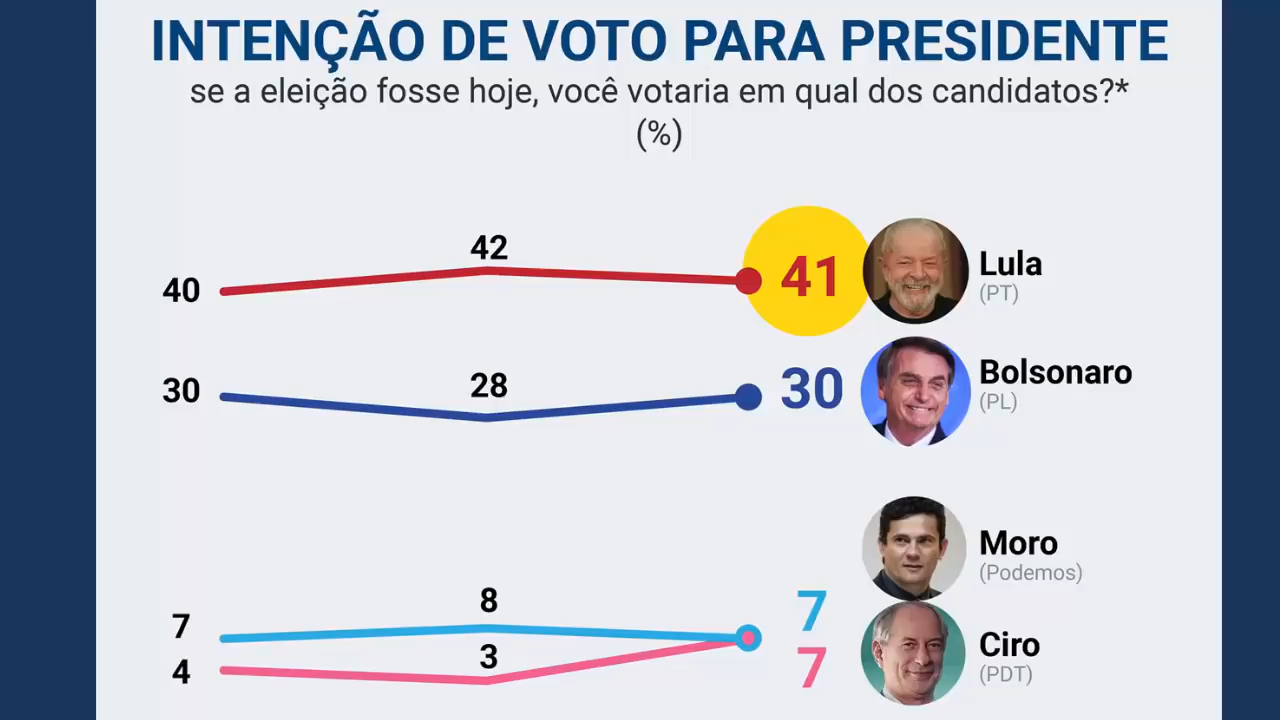 INTENÇÃO DE VOTO PARA PRESIDENTE
se a eleição fosse hoje, você votaria em qual dos candidatos?*
(%)
40 42 41 Lula
(PT)
30 28 30 Bolsonaro
(PL)
Moro
(Podemos)
7 8 7
4 3 7 Ciro
(PDT)